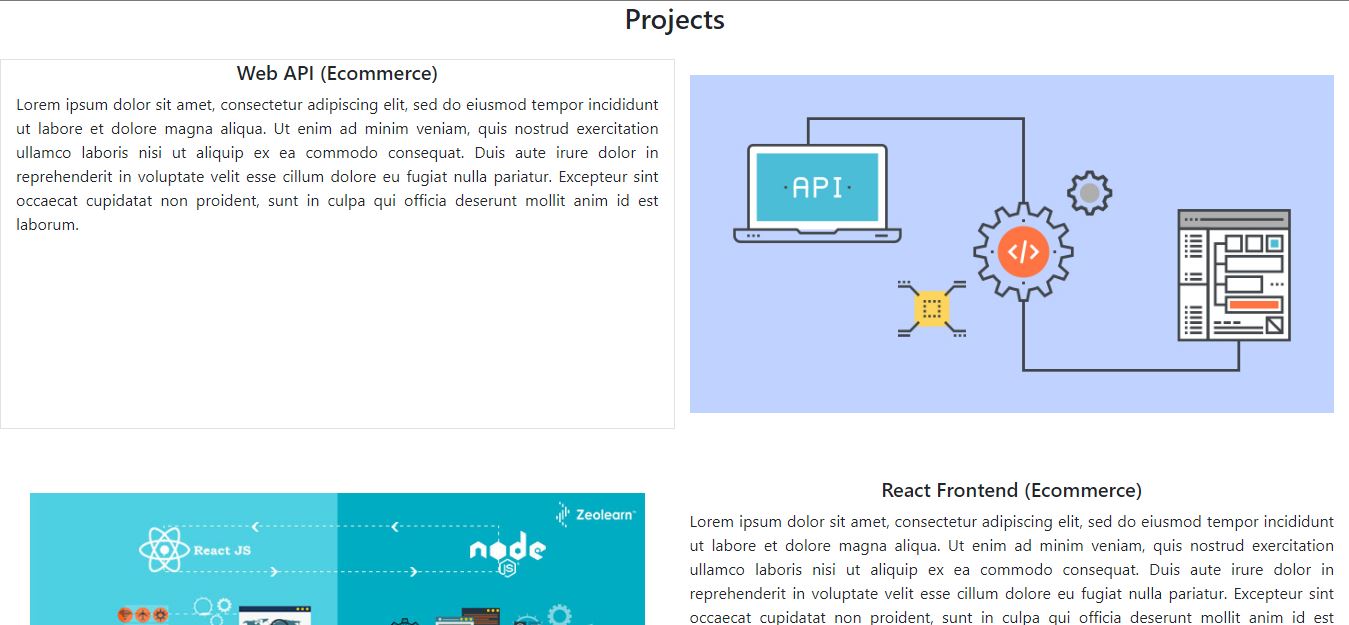 Projects
Web API (Ecommerce)
Lorem ipsum dolor sit amet, consectetur adipiscing elit, sed do eiusmod tempor incididunt
ut labore et dolore magna aliqua. Ut enim ad minim veniam, quis nostrud exercitation
ullamco laboris nisi ut aliquip ex ea commodo consequat. Duis aute irure dolor in
reprehenderit in voluptate velit esse cillum dolore eu fugiat nulla pariatur. Excepteur sint
occaecat cupidatat non proident, sunt in culpa qui officia deserunt mollit anim id est
laborum.
·API·
</>
Zeolearn
React JS
node
JS
React Frontend (Ecommerce)
Lorem ipsum dolor sit amet, consectetur adipiscing elit, sed do eiusmod tempor incididunt
ut labore et dolore magna aliqua. Ut enim ad minim veniam, quis nostrud exercitation
ullamco laboris nisi ut aliquip ex ea commodo consequat. Duis aute irure dolor in
reprehenderit in voluptate velit esse cillum dolore eu fugiat nulla pariatur. Excepteur sint
occaecat cupidatat non proident, sunt in culpa qui officia deserunt mollit anim id est